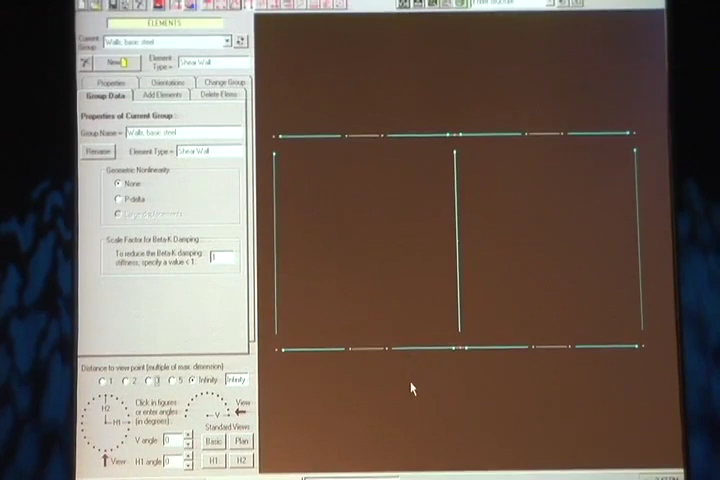 ELEMENTS
Current Group Walls, basic steel
New
Element Type = Shear Wall
Properties Orientations Change Group
Group Data Add Elements Delete Elems
Properties of Current Group
Group Name = Walls, basic steel
Rename Element Type = Shear Wall
Geometric Nonlinearity
None
P-delta
Large displacements
Scale Factor for Beta-K Damping
To reduce the Beta-K damping
stiffness, specify a value < 1.
1
Distance to view point (multiple of max. dimension)
1 2 3 5 Infinity Infinity
H2
H1
Click in figures
or enter angles
(in degrees).
View
V
Standard Views
V angle 0 Basic Plan
View H1 angle 0 H1 H2